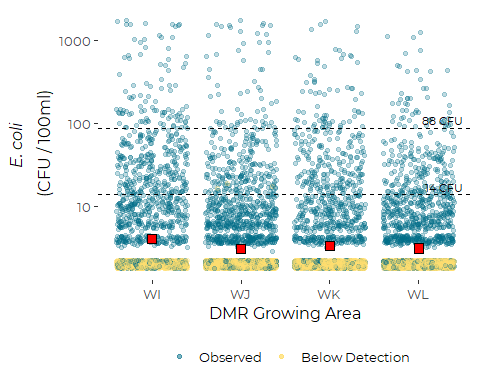 E. coli
(CFU / 100ml)
1000
100
10
88 CFU
14 CFU
WI WJ WK WL
DMR Growing Area
Observed Below Detection